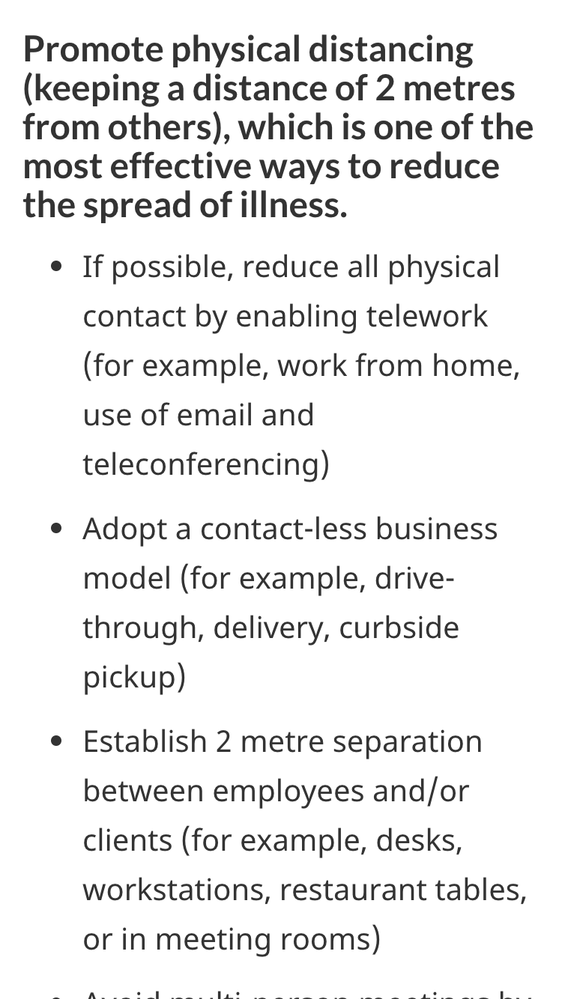 Promote physical distancing
(keeping a distance of 2 metres
from others), which is one of the
most effective ways to reduce
the spread of illness.
• If possible, reduce all physical
contact by enabling telework
(for example, work from home,
use of email and
teleconferencing)
• Adopt a contact-less business
model (for example, drive-
through, delivery, curbside
pickup)
• Establish 2 metre separation
between employees and/or
clients (for example, desks,
workstations, restaurant tables,
or in meeting rooms)
• Avoid multi-person meetings by